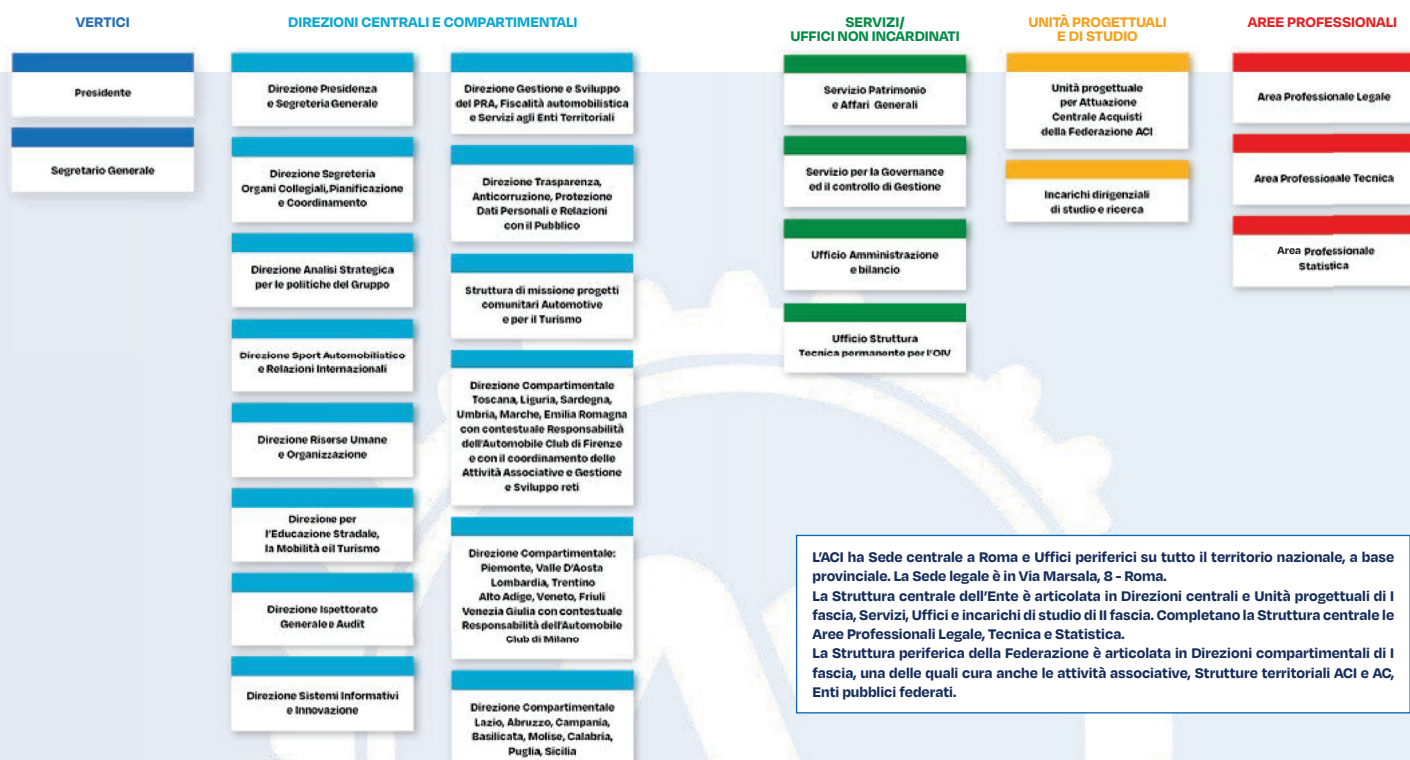 VERTICI
Presidente
Segretario Generale
DIREZIONI CENTRALI E COMPARTIMENTALI
Direzione Presidenza
e Segreteria Generale
Direzione Segreteria
Organi Collegiali, Pianificazione
e Coordinamento
Direzione Analisi Strategica
per le politiche del Gruppo
Direzione Sport Automobilistico
e Relazioni Internazionali
Direzione Risorse Umane
e Organizzazione
Direzione per
l'Educazione Stradale,
la Mobilità e il Turismo
Direzione Ispettorato
Generale e Audit
Direzione Sistemi Informativi
e Innovazione
Direzione Gestione e Sviluppo
del PRA, Fiscalità automobilistica
e Servizi agli Enti Territoriali
Direzione Trasparenza,
Anticorruzione, Protezione
Dati Personali e Relazioni
con il Pubblico
Struttura di missione progetti
comunitari Automotive
e per il Turismo
Direzione Compartimentale
Toscana, Liguria, Sardegna,
Umbria, Marche, Emilia Romagna
con contestuale Responsabilità
dell'Automobile Club di Firenze
e con il coordinamento delle
Attività Associative e Gestione
e Sviluppo reti
Direzione Compartimentale:
Piemonte, Valle D'Aosta
Lombardia, Trentino
Alto Adige, Veneto, Friuli
Venezia Giulia con contestuale
Responsabilità dell'Automobile
Club di Milano
Direzione Compartimentale
Lazio, Abruzzo, Campania,
Basilicata, Molise, Calabria,
Puglia, Sicilia
SERVIZI/
UFFICI NON INCARDINATI
Servizio Patrimonio
e Affari Generali
Servizio per la Governance
ed il controllo di Gestione
Ufficio Amministrazione
e bilancio
Ufficio Struttura
Tecnica permanente per l'OIV
UNITÀ PROGETTUALI
E DI STUDIO
Unità progettuale
per Attuazione
Centrale Acquisti
della Federazione ACI
Incarichi dirigenziali
di studio e ricerca
AREE PROFESSIONALI
Area Professionale Legale
Area Professionale Tecnica
Area Professionale
Statistica
L'ACI ha Sede centrale a Roma e Uffici periferici su tutto il territorio nazionale, a base
provinciale. La Sede legale è in Via Marsala, 8 - Roma.
La Struttura centrale dell'Ente è articolata in Direzioni centrali e Unità progettuali di I
fascia, Servizi, Uffici e incarichi di studio di II fascia. Completano la Struttura centrale le
Aree Professionali Legale, Tecnica e Statistica.
La Struttura periferica della Federazione è articolata in Direzioni compartimentali di I
fascia, una delle quali cura anche le attività associative, Strutture territoriali ACI e AC,
Enti pubblici federati.